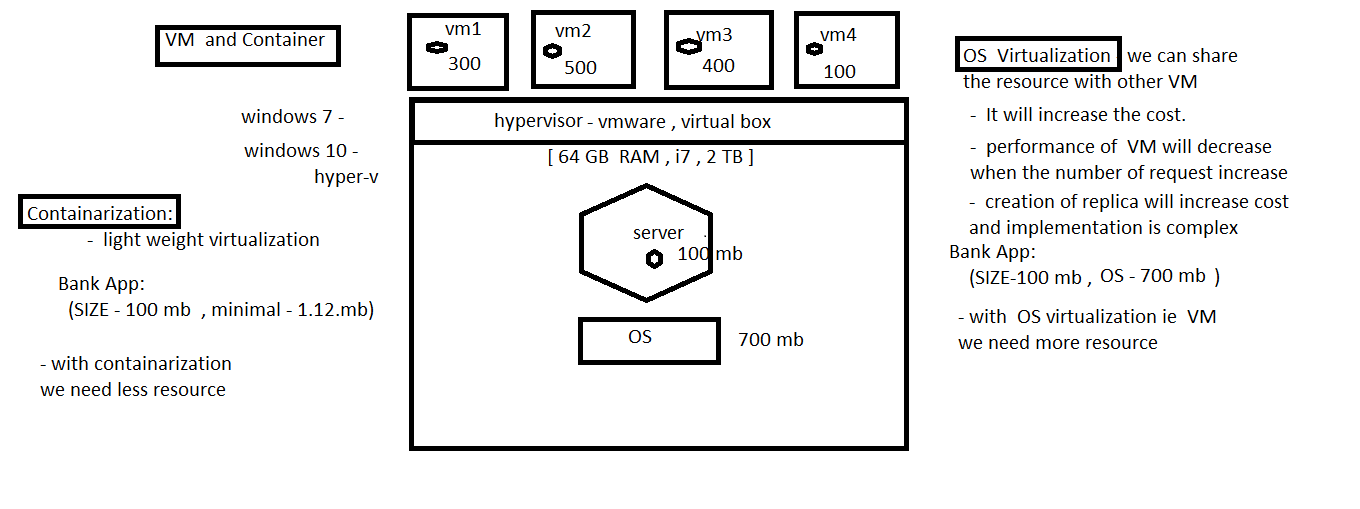 VM and Container
windows 7 -
windows 10 -
hyper-v
Containarization:
- light weight virtualization
Bank App:
(SIZE - 100 mb , minimal - 1.12.mb)
- with containarization
we need less resource
vm1
300
vm2
500
vm3
400
vm4
100
hypervisor - vmware , virtual box
[ 64 GB RAM , i7 , 2 TB ]
server
100 mb
OS
700 mb
OS Virtualization we can share
the resource with other VM
- It will increase the cost.
- performance of VM will decrease
when the number of request increase
- creation of replica will increase cost
and implementation is complex
Bank App:
(SIZE-100 mb , OS - 700 mb )
- with OS virtualization ie VM
we need more resource